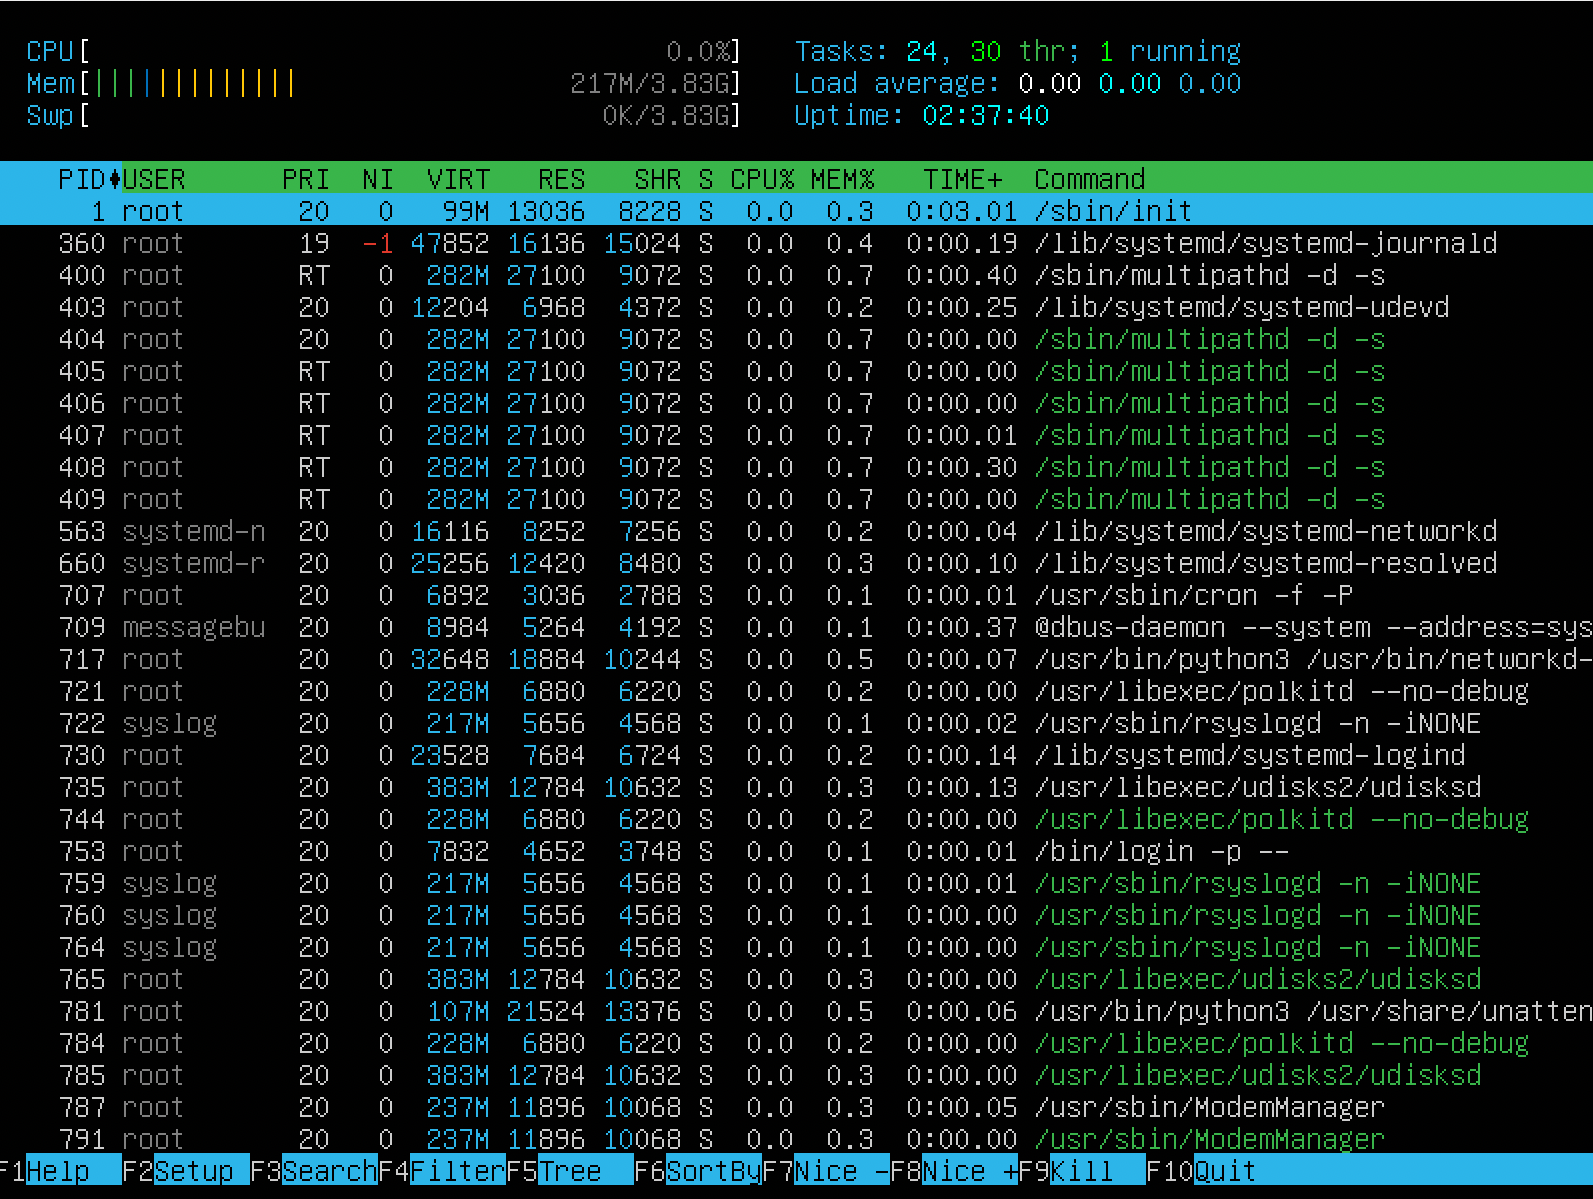 CPU[ 0.0%] Tasks: 24, 30 thr; 1 running
Mem[||||||||||||| 217M/3.83G] Load average: 0.00 0.00 0.00
Swp[ 0K/3.83G] Uptime: 02:37:40
PID♦USER PRI NI VIRT RES SHR S CPU% MEM% TIME+ Command
1 root 20 0 99M 13036 8228 S 0.0 0.3 0:03.01 /sbin/init
360 root 19 -1 47852 16136 15024 S 0.0 0.4 0:00.19 /lib/systemd/systemd-journald
400 root RT 0 282M 27100 9072 S 0.0 0.7 0:00.40 /sbin/multipathd -d -s
403 root 20 0 12204 6968 4372 S 0.0 0.2 0:00.25 /lib/systemd/systemd-udevd
404 root 20 0 282M 27100 9072 S 0.0 0.7 0:00.00 /sbin/multipathd -d -s
405 root RT 0 282M 27100 9072 S 0.0 0.7 0:00.00 /sbin/multipathd -d -s
406 root RT 0 282M 27100 9072 S 0.0 0.7 0:00.00 /sbin/multipathd -d -s
407 root RT 0 282M 27100 9072 S 0.0 0.7 0:00.01 /sbin/multipathd -d -s
408 root RT 0 282M 27100 9072 S 0.0 0.7 0:00.30 /sbin/multipathd -d -s
409 root RT 0 282M 27100 9072 S 0.0 0.7 0:00.00 /sbin/multipathd -d -s
563 systemd-n 20 0 16116 8252 7256 S 0.0 0.2 0:00.04 /lib/systemd/systemd-networkd
660 systemd-r 20 0 25256 12420 8480 S 0.0 0.3 0:00.10 /lib/systemd/systemd-resolved
707 root 20 0 6892 3036 2788 S 0.0 0.1 0:00.01 /usr/sbin/cron -f -P
709 messagebu 20 0 8984 5264 4192 S 0.0 0.1 0:00.37 @dbus-daemon --system --address=sys
717 root 20 0 32648 18884 10244 S 0.0 0.5 0:00.07 /usr/bin/python3 /usr/bin/networkd-
721 root 20 0 228M 6880 6220 S 0.0 0.2 0:00.00 /usr/libexec/polkitd --no-debug
722 syslog 20 0 217M 5656 4568 S 0.0 0.1 0:00.02 /usr/sbin/rsyslogd -n -iNONE
730 root 20 0 23528 7684 6724 S 0.0 0.2 0:00.14 /lib/systemd/systemd-logind
735 root 20 0 383M 12784 10632 S 0.0 0.3 0:00.13 /usr/libexec/udisks2/udisksd
744 root 20 0 228M 6880 6220 S 0.0 0.2 0:00.00 /usr/libexec/polkitd --no-debug
753 root 20 0 7832 4652 3748 S 0.0 0.1 0:00.01 /bin/login -p --
759 syslog 20 0 217M 5656 4568 S 0.0 0.1 0:00.01 /usr/sbin/rsyslogd -n -iNONE
760 syslog 20 0 217M 5656 4568 S 0.0 0.1 0:00.00 /usr/sbin/rsyslogd -n -iNONE
764 syslog 20 0 217M 5656 4568 S 0.0 0.1 0:00.00 /usr/sbin/rsyslogd -n -iNONE
765 root 20 0 383M 12784 10632 S 0.0 0.3 0:00.00 /usr/libexec/udisks2/udisksd
781 root 20 0 107M 21524 13376 S 0.0 0.5 0:00.06 /usr/bin/python3 /usr/share/unatten
784 root 20 0 228M 6880 6220 S 0.0 0.2 0:00.00 /usr/libexec/polkitd --no-debug
785 root 20 0 383M 12784 10632 S 0.0 0.3 0:00.00 /usr/libexec/udisks2/udisksd
787 root 20 0 237M 11896 10068 S 0.0 0.3 0:00.05 /usr/sbin/ModemManager
791 root 20 0 237M 11896 10068 S 0.0 0.3 0:00.00 /usr/sbin/ModemManager
F1Help F2Setup F3SearchF4FilterF5Tree F6SortByF7Nice -F8Nice +F9Kill F10Quit